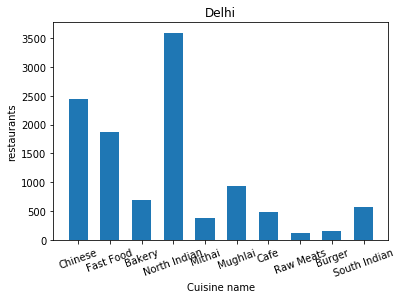 Delhi
3500
3000
2500
2000
1500
1000
500
0
restaurants
Chinese
Fast Food
Bakery
North Indian
Mithai
Mughlai
Cafe
Raw Meats
Burger
South Indian
Cuisine name